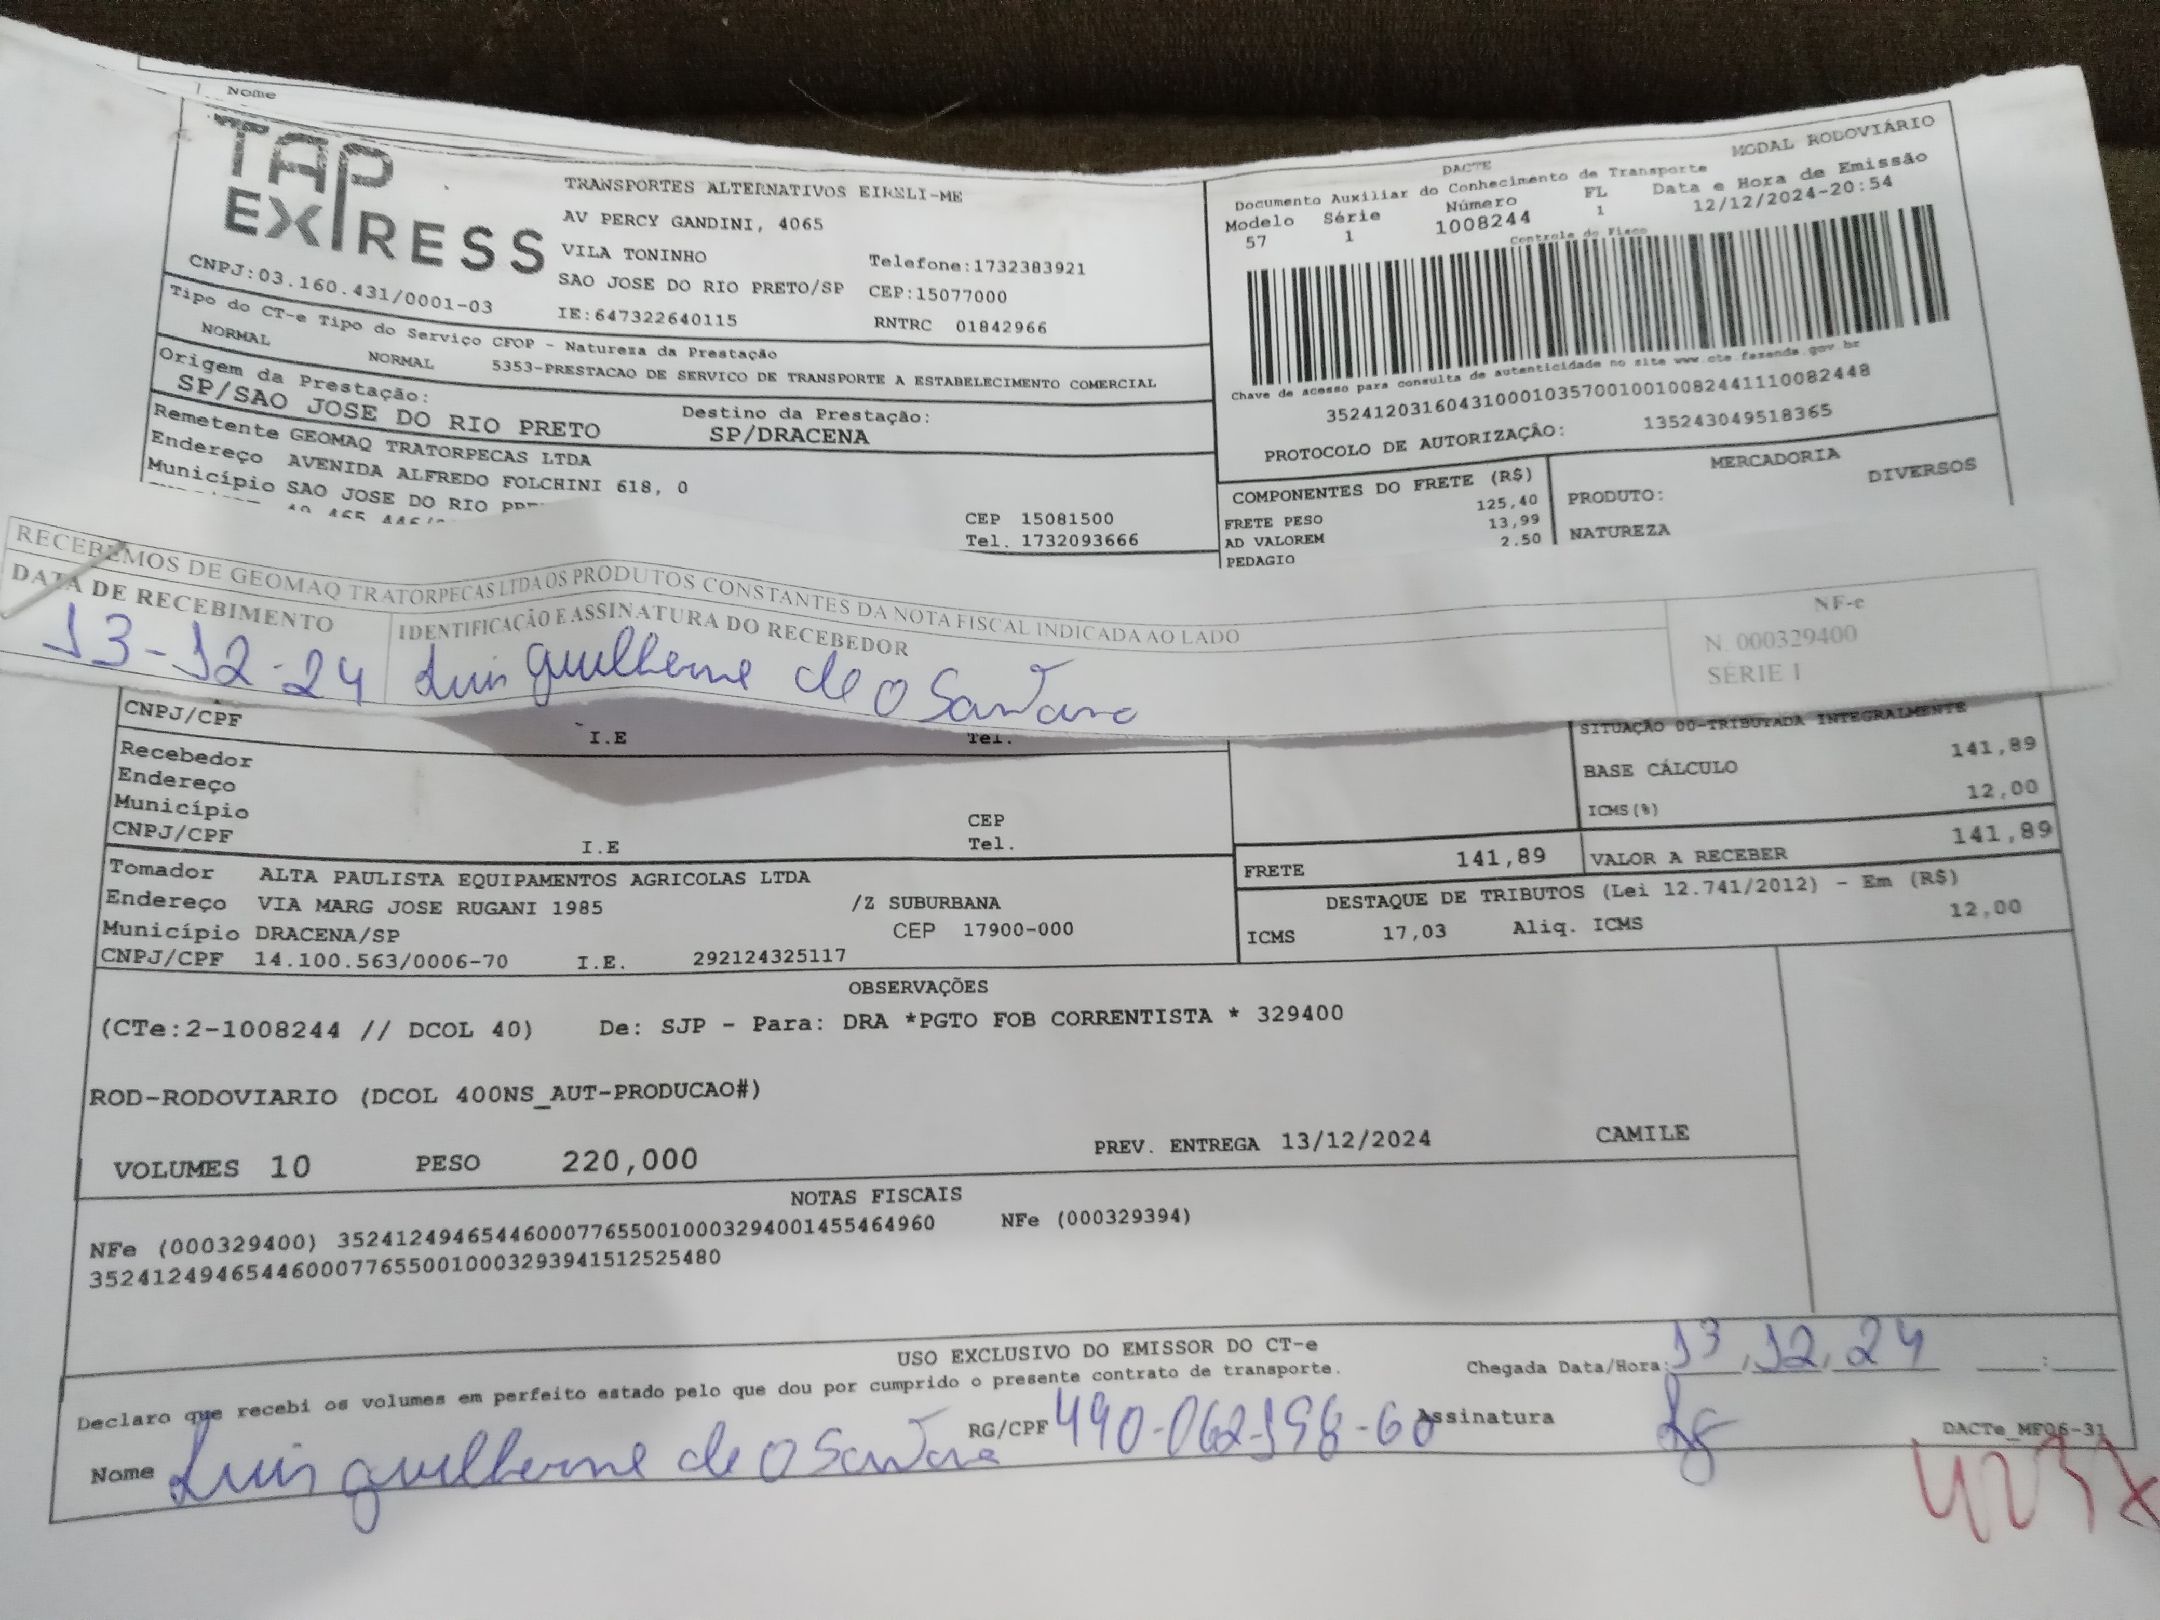 Nome
TAP EXPRESS
TRANSPORTES ALTERNATIVOS EIRELI-ME
AV PERCY GANDINI, 4065
VILA TONINHO
Telefone:1732383921
SAO JOSE DO RIO PRETO/SP CEP:15077000
CNPJ:03.160.431/0001-03
IE:647322640115
RNTRC 01842966
DACTE
MODAL RODOVIÁRIO
Documento Auxiliar do Conhecimento de Transporte
Modelo Série Número FL Data e Hora de Emissão
57 1 1008244 1 12/12/2024-20:54
Controle do Fisco
Chave de acesso para consulta de autenticidade no site www.cte.fazenda.gov.br
35241203160431000103570010010082441110082448
PROTOCOLO DE AUTORIZAÇÃO: 135243049518365
Tipo do CT-e Tipo do Serviço CFOP - Natureza da Prestação
NORMAL NORMAL 5353-PRESTACAO DE SERVICO DE TRANSPORTE A ESTABELECIMENTO COMERCIAL
Origem da Prestação: Destino da Prestação:
SP/SAO JOSE DO RIO PRETO SP/DRACENA
Remetente GEOMAQ TRATORPECAS LTDA
Endereço AVENIDA ALFREDO FOLCHINI 618, 0
Município SAO JOSE DO RIO
CEP 15081500
Tel. 1732093666
COMPONENTES DO FRETE (R$)
FRETE PESO 125,40
AD VALOREM 13,99
PEDAGIO 2.50
MERCADORIA
PRODUTO: DIVERSOS
NATUREZA
RECEBEMOS DE GEOMAQ TRATORPECAS LTDA OS PRODUTOS CONSTANTES DA NOTA FISCAL INDICADA AO LADO
DATA DE RECEBIMENTO IDENTIFICAÇÃO E ASSINATURA DO RECEBEDOR
13-12-24 Luis guilherme de O Santana
NF-e
N. 000329400
SÉRIE 1
CNPJ/CPF I.E Tel.
Recebedor
Endereço
Município CEP
CNPJ/CPF I.E Tel.
SITUAÇÃO 00-TRIBUTADA INTEGRALMENTE
BASE CÁLCULO 141,89
ICMS(%) 12,00
FRETE 141,89 VALOR A RECEBER 141,89
DESTAQUE DE TRIBUTOS (Lei 12.741/2012) - Em (R$)
ICMS 17,03 Aliq. ICMS 12,00
Tomador ALTA PAULISTA EQUIPAMENTOS AGRICOLAS LTDA
Endereço VIA MARG JOSE RUGANI 1985 /Z SUBURBANA
Município DRACENA/SP CEP 17900-000
CNPJ/CPF 14.100.563/0006-70 I.E. 292124325117
OBSERVAÇÕES
(CTe:2-1008244 // DCOL 40) De: SJP - Para: DRA *PGTO FOB CORRENTISTA * 329400
ROD-RODOVIARIO (DCOL 400NS_AUT-PRODUCAO#)
VOLUMES 10 PESO 220,000 PREV. ENTREGA 13/12/2024 CAMILE
NOTAS FISCAIS
NFe (000329400) 35241249465446000776550010003294001455464960 NFe (000329394)
35241249465446000776550010003293941512525480
USO EXCLUSIVO DO EMISSOR DO CT-e
Declaro que recebi os volumes em perfeito estado pelo que dou por cumprido o presente contrato de transporte.
Chegada Data/Hora: 13/12/24 :
Nome Luis guilherme de O Santana RG/CPF 490-062-198-60 Assinatura Lg
DACTe_MF06-31